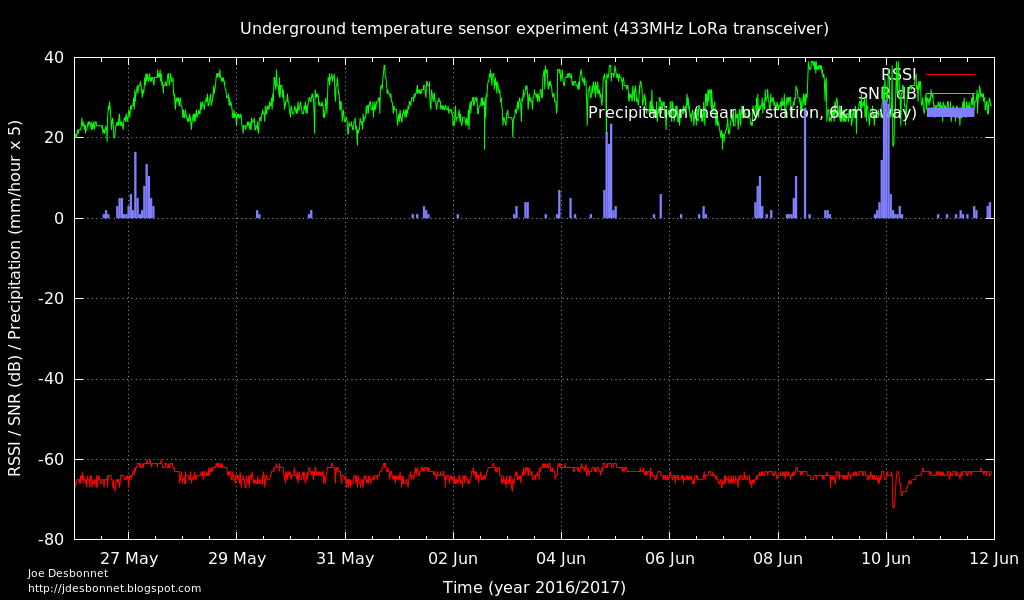 Underground temperature sensor experiment (433MHz LoRa transceiver)
RSSI / SNR (dB) / Precipitation (mm/hour x 5)
40
20
0
-20
-40
-60
-80
RSSI
SNR dB
Precipitation (near by station, 6km away)
27 May
29 May
31 May
02 Jun
04 Jun
06 Jun
08 Jun
10 Jun
12 Jun
Time (year 2016/2017)
Joe Desbonnet
http://jdesbonnet.blogspot.com